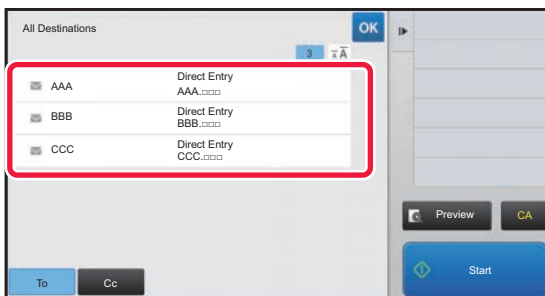 All Destinations
OK
3
AAA
Direct Entry
AAA.□□□
BBB
Direct Entry
BBB.□□□
CCC
Direct Entry
CCC.□□□
Preview
CA
To
Cc
Start